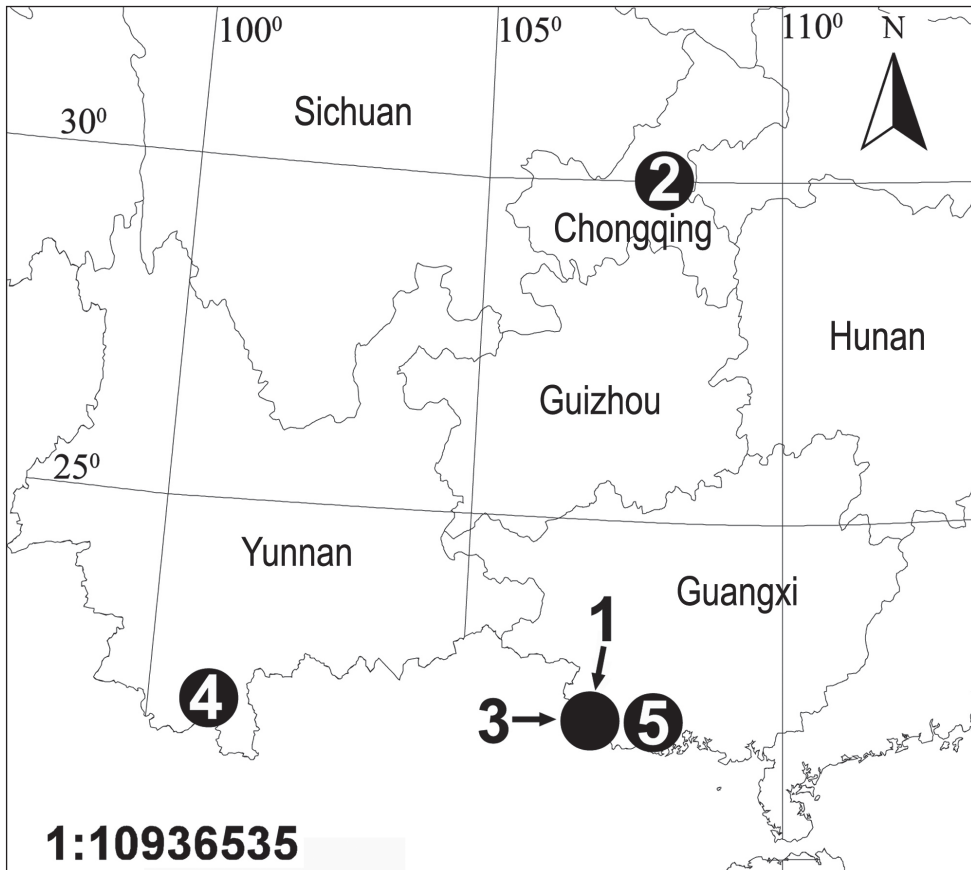 100⁰
105⁰
110⁰
N
30⁰
Sichuan
2
Chongqing
Hunan
Guizhou
25⁰
Yunnan
Guangxi
1
4
3
5
1:10936535